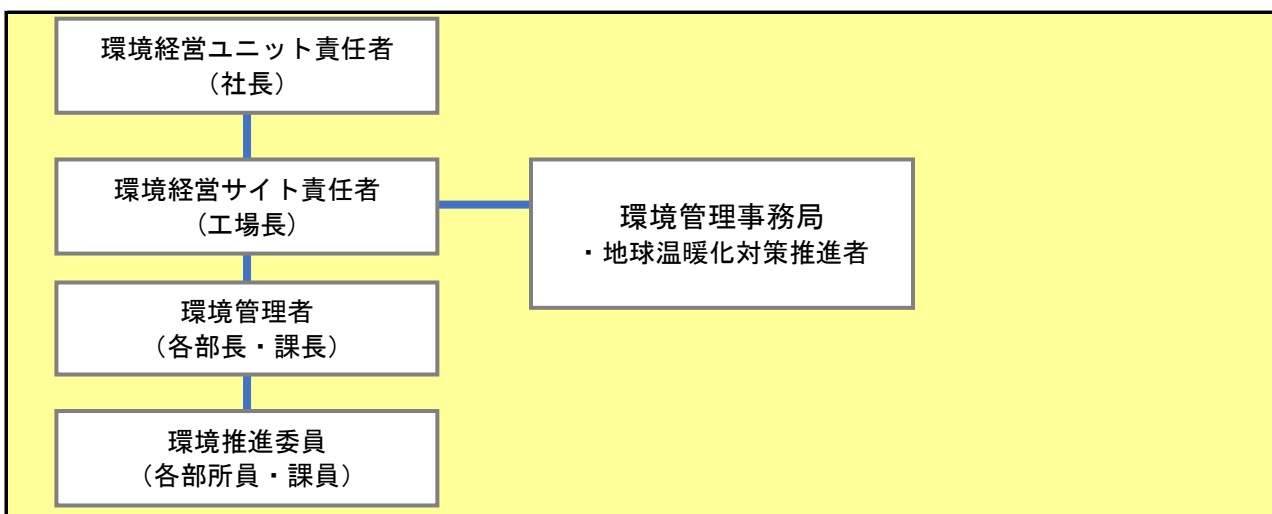 環境経営ユニット責任者
（社長）
環境経営サイト責任者
（工場長）
環境管理事務局
・地球温暖化対策推進者
環境管理者
（各部長・課長）
環境推進委員
（各部所員・課員）